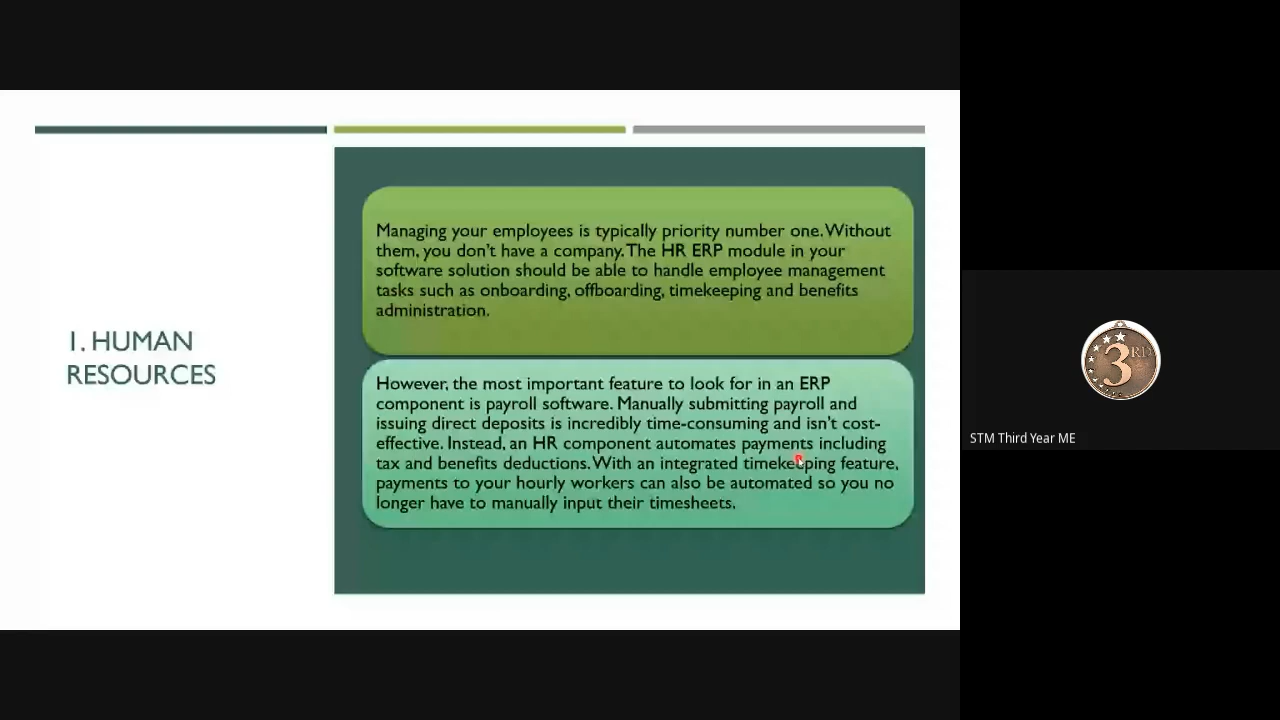 1. HUMAN
RESOURCES
Managing your employees is typically priority number one. Without
them, you don't have a company. The HR ERP module in your
software solution should be able to handle employee management
tasks such as onboarding, offboarding, timekeeping and benefits
administration.
However, the most important feature to look for in an ERP
component is payroll software. Manually submitting payroll and
issuing direct deposits is incredibly time-consuming and isn't cost-
effective. Instead, an HR component automates payments including
tax and benefits deductions. With an integrated timekeeping feature,
payments to your hourly workers can also be automated so you no
longer have to manually input their timesheets.
3RD
STM Third Year ME